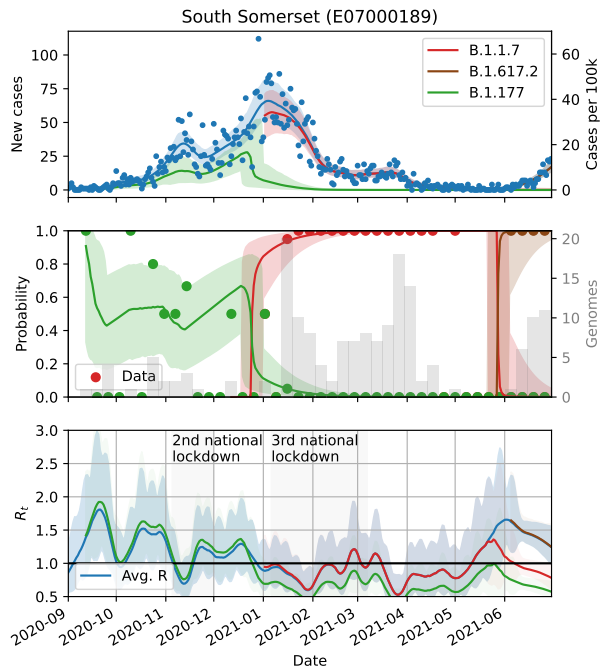 South Somerset (E07000189)
New cases
100
75
50
25
0
B.1.1.7
B.1.617.2
B.1.177
60
40
20
0
Cases per 100k
Probability
1.0
0.8
0.6
0.4
0.2
0.0
Data
20
15
10
5
0
Genomes
R_t
3.0
2.5
2.0
1.5
1.0
0.5
2nd national
lockdown
3rd national
lockdown
Avg. R
2020-09
2020-10
2020-11
2020-12
2021-01
2021-02
2021-03
2021-04
2021-05
2021-06
Date